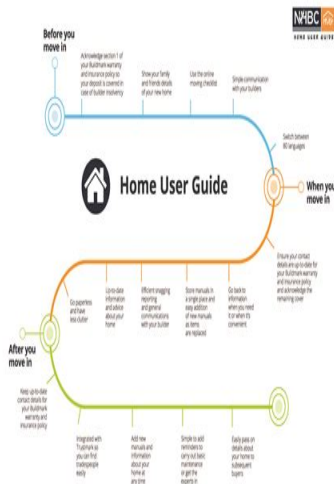 NHBC
HOME USER GUIDE
Before you
move in
Acknowledge section 1 of
your Buildmark warranty
and insurance policy so
your deposit is covered in
case of builder insolvency
Show your family
and friends details
of your new home
Use the online
moving checklist
Simple communication
with your builders
Switch between
80 languages
Home User Guide
When you
move in
Ensure your contact
details are up-to-date for
your Buildmark warranty
and insurance policy
and acknowledge the
remaining cover
Go back to
information
when you need
it or when it's
convenient
Store manuals in
a single place and
easy addition
of new manuals
as items
are replaced
Efficient snagging
reporting
and general
communications
with your builder
Up-to-date
information
and advice
about your
home
Go paperless
and have
less clutter
After you
move in
Keep up-to-date
contact details for
your Buildmark
warranty and
insurance policy
Integrated with
Trustmark so
you can find
tradespeople
easily
Add new
manuals and
information
about your
home at
any time
Simple to add
reminders to
carry out basic
maintenance
or get the
experts in
Easily pass on
details about
your home to
subsequent
buyers